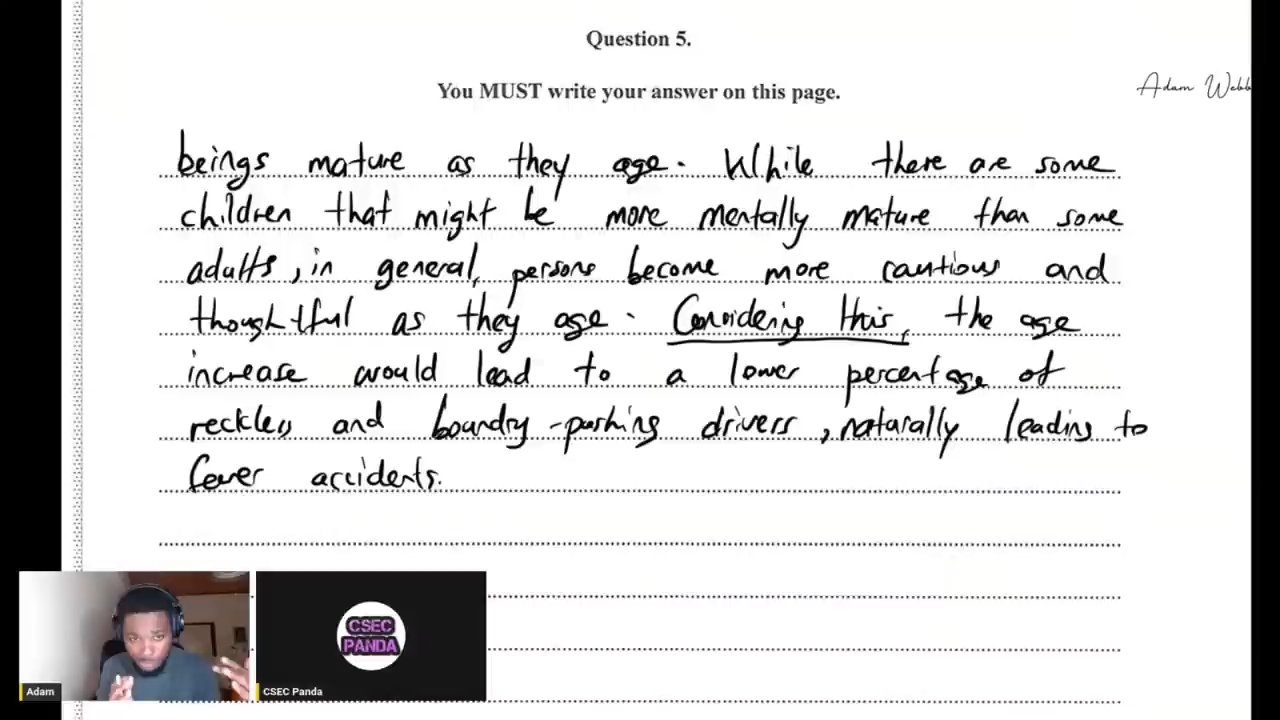 Question 5.
You MUST write your answer on this page.
Adam Webb
beings mature as they age. While there are some
children that might be more mentally mature than some
adults, in general, persons become more cautious and
thoughtful as they age. Considering this, the age
increase would lead to a lower percentage of
reckless and boundry-pushing drivers, naturally leading to
fewer accidents.
CSEC
PANDA
Adam
CSEC Panda